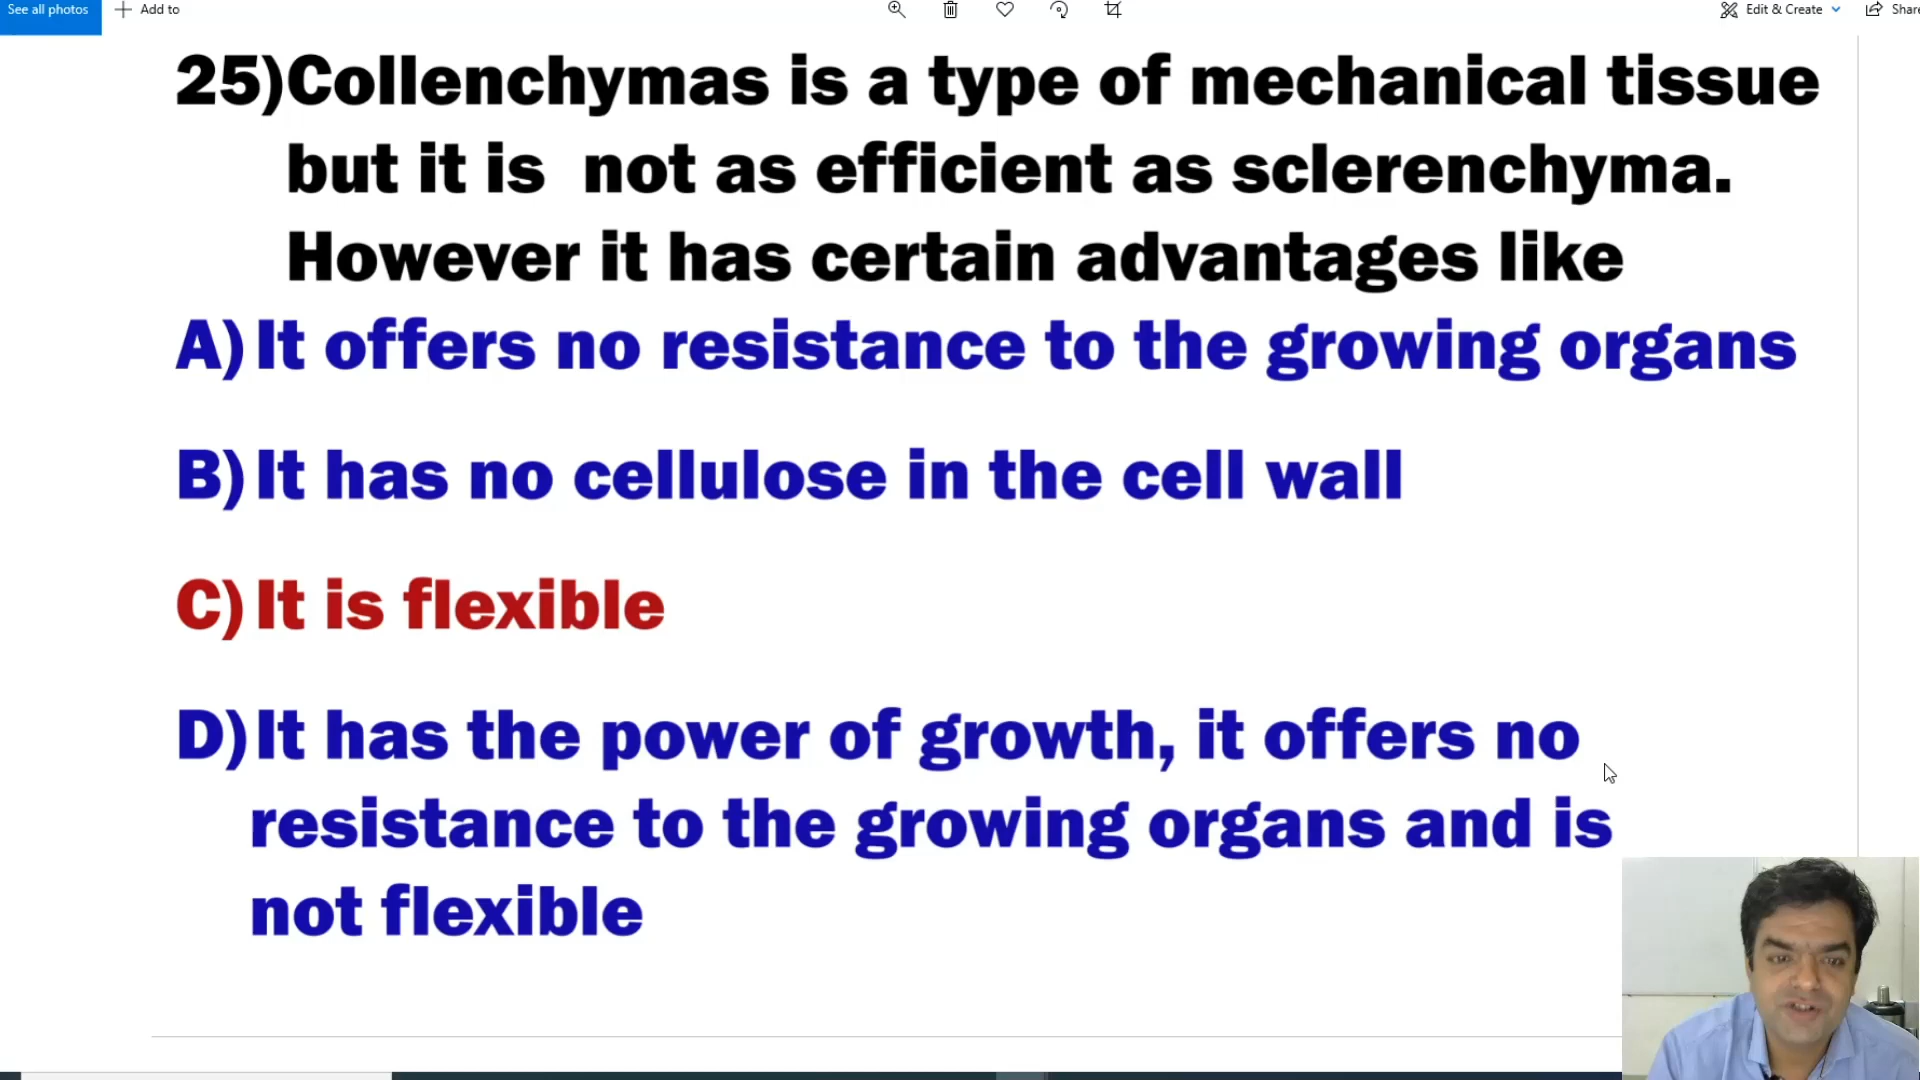 See all photos Add to Edit & Create Share
25)Collenchymas is a type of mechanical tissue
but it is not as efficient as sclerenchyma.
However it has certain advantages like
A) It offers no resistance to the growing organs
B) It has no cellulose in the cell wall
C) It is flexible
D) It has the power of growth, it offers no
resistance to the growing organs and is
not flexible